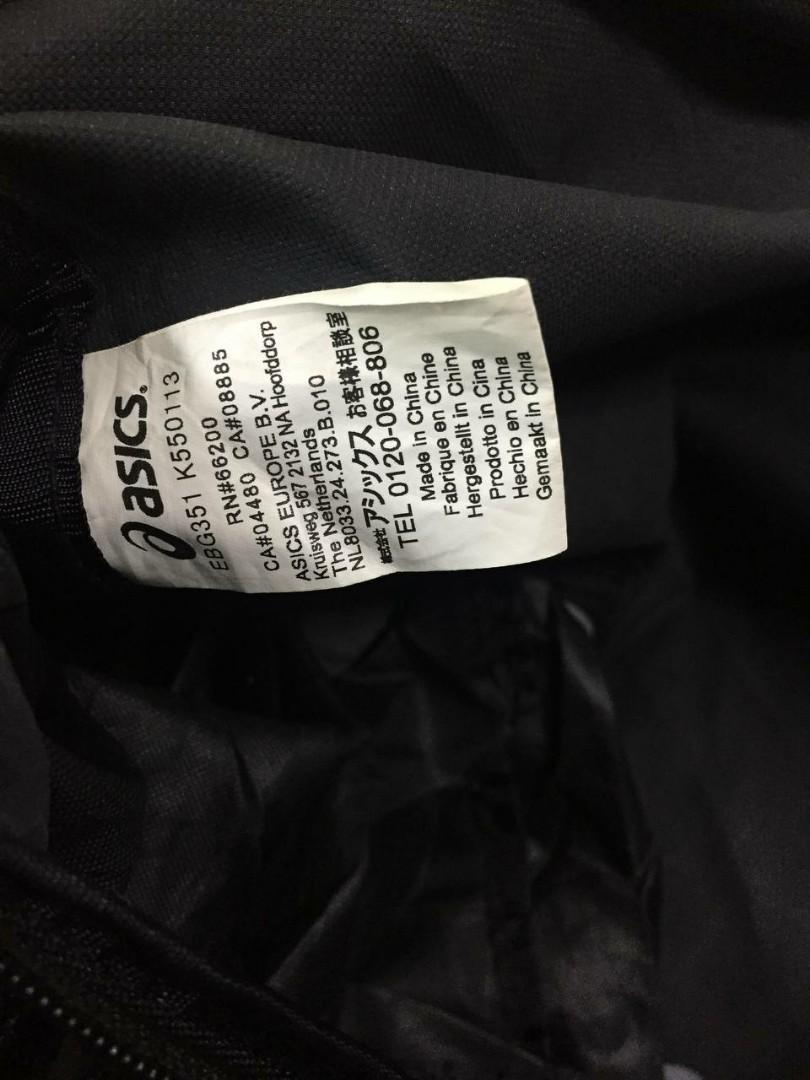 asics.
EBG351 K550113
RN#66200
CA#04480 CA#08885
ASICS EUROPE B.V.
Kruisweg 567 2132 NA Hoofddorp
The Netherlands
NL8033.24.273.B.010
株式会社 アシックス お客様相談室
TEL 0120-068-806
Made in China
Fabrique en Chine
Hergestellt in China
Prodotto in Cina
Hechio en China
Gemaakt in China